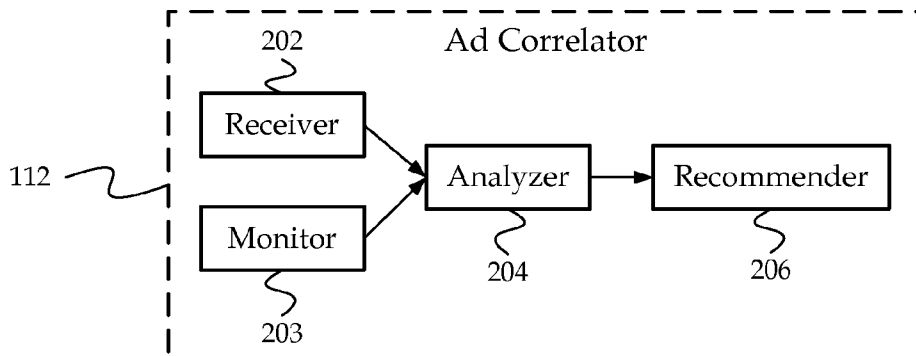 Ad Correlator
202
Receiver
112
Analyzer
Recommender
Monitor
204
206
203